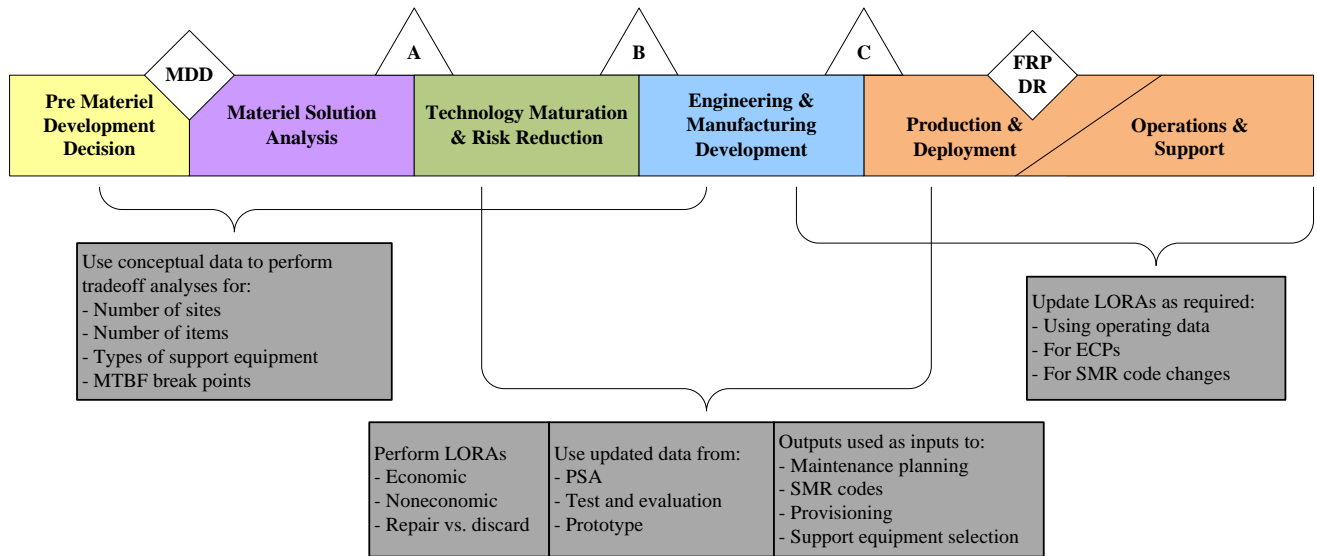 MDD
A
B
C
FRP
DR
Pre Materiel
Development
Decision
Materiel Solution
Analysis
Technology Maturation
& Risk Reduction
Engineering &
Manufacturing
Development
Production &
Deployment
Operations &
Support
Use conceptual data to perform
tradeoff analyses for:
- Number of sites
- Number of items
- Types of support equipment
- MTBF break points
Update LORAs as required:
- Using operating data
- For ECPs
- For SMR code changes
Perform LORAs
- Economic
- Noneconomic
- Repair vs. discard
Use updated data from:
- PSA
- Test and evaluation
- Prototype
Outputs used as inputs to:
- Maintenance planning
- SMR codes
- Provisioning
- Support equipment selection